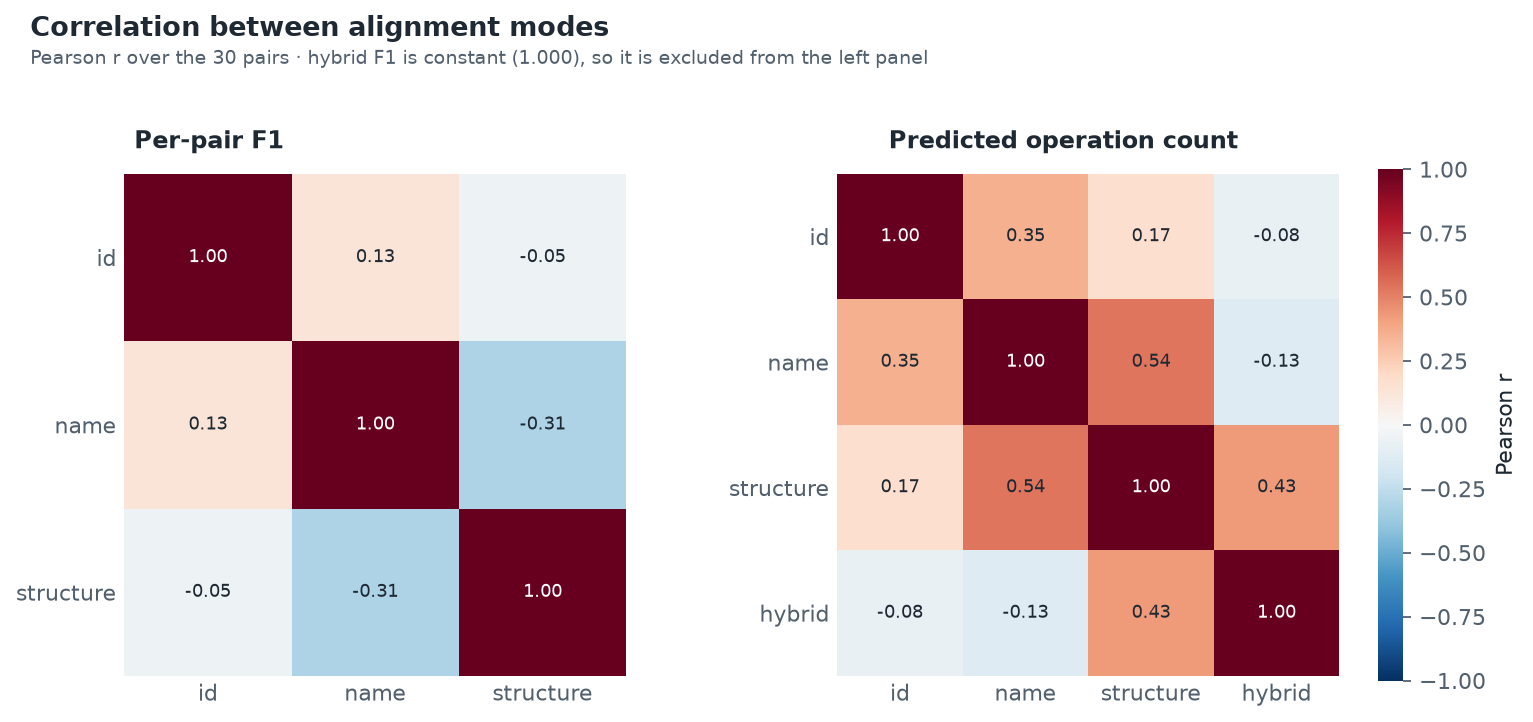 Correlation between alignment modes
Pearson r over the 30 pairs · hybrid F1 is constant (1.000), so it is excluded from the left panel
Per-pair F1
id 1.00 0.13 -0.05
name 0.13 1.00 -0.31
structure -0.05 -0.31 1.00
id name structure
Predicted operation count
id 1.00 0.35 0.17 -0.08
name 0.35 1.00 0.54 -0.13
structure 0.17 0.54 1.00 0.43
hybrid -0.08 -0.13 0.43 1.00
id name structure hybrid
1.00
0.75
0.50
0.25
0.00
−0.25
−0.50
−0.75
−1.00
Pearson r